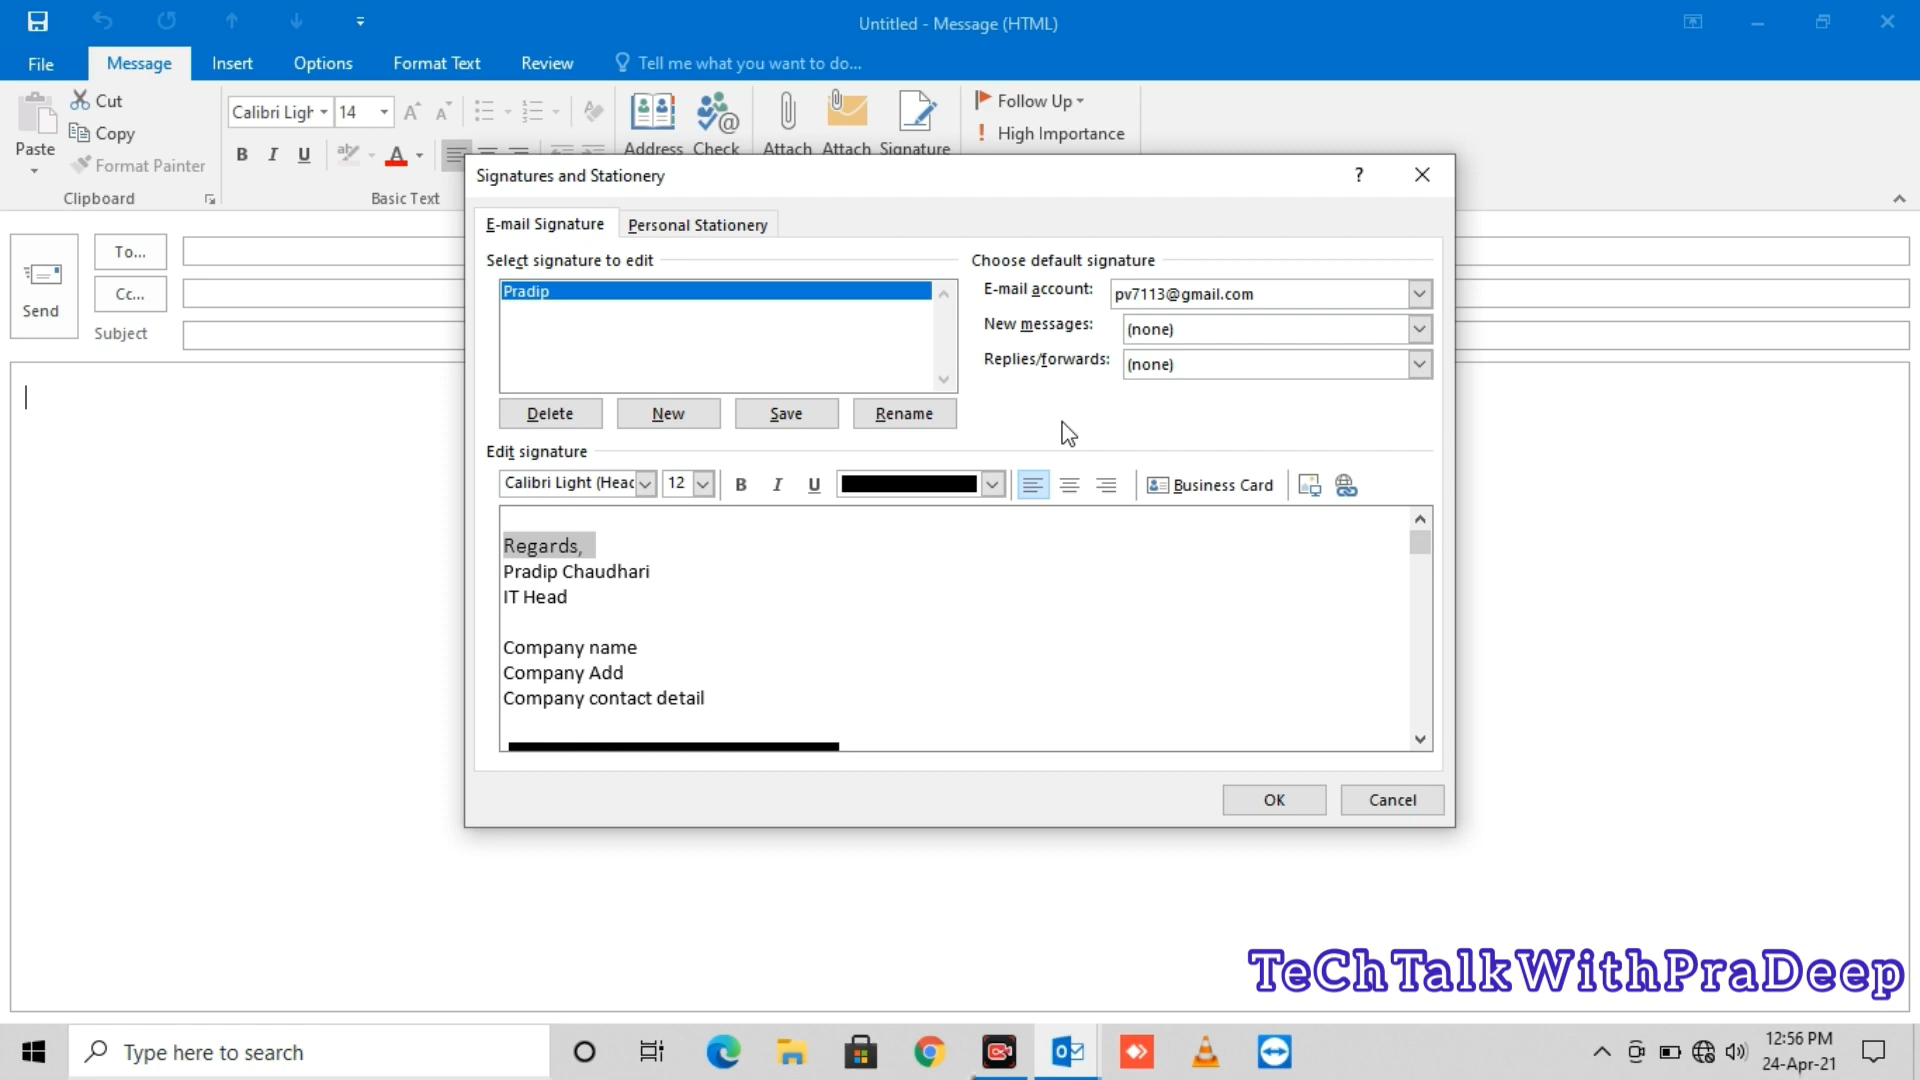 Untitled - Message (HTML)
File
Message
Insert
Options
Format Text
Review
Tell me what you want to do...
Paste
Cut
Copy
Format Painter
Clipboard
Calibri Ligh
14
B
I
U
Basic Text
Address
Check
Attach
Attach
Signature
Follow Up
High Importance
Send
To...
Cc...
Subject
Signatures and Stationery
E-mail Signature
Personal Stationery
Select signature to edit
Pradip
Delete
New
Save
Rename
Choose default signature
E-mail account:
pv7113@gmail.com
New messages:
(none)
Replies/forwards:
(none)
Edit signature
Calibri Light (Head
12
B
I
U
Business Card
Regards,
Pradip Chaudhari
IT Head
Company name
Company Add
Company contact detail
OK
Cancel
TeChTalkWithPraDeep
Type here to search
12:56 PM
24-Apr-21